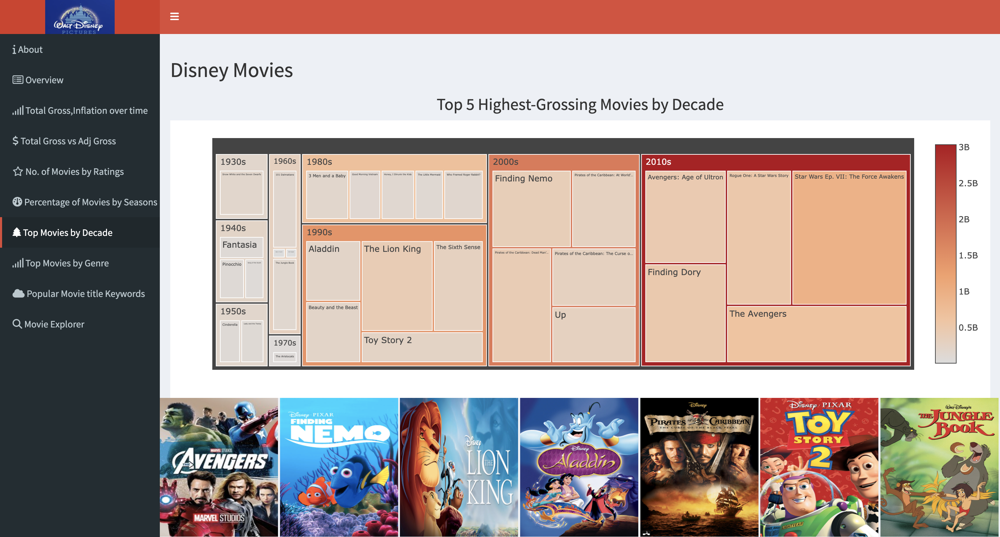 WALT DISNEY
PICTURES
About
Overview
Total Gross,Inflation over time
Total Gross vs Adj Gross
No. of Movies by Ratings
Percentage of Movies by Seasons
Top Movies by Decade
Top Movies by Genre
Popular Movie title Keywords
Movie Explorer
Disney Movies
Top 5 Highest-Grossing Movies by Decade
1930s
Snow White and the Seven Dwarfs
1940s
Fantasia
Pinocchio
Song of the South
1950s
Cinderella
Lady and the Tramp
1960s
101 Dalmatians
The Jungle Book
1970s
The Aristocats
1980s
3 Men and a Baby
Good Morning Vietnam
Honey, I Shrunk the Kids
The Little Mermaid
Who Framed Roger Rabbit?
1990s
Aladdin
The Lion King
The Sixth Sense
Beauty and the Beast
Toy Story 2
2000s
Finding Nemo
Pirates of the Caribbean: At World'...
Pirates of the Caribbean: Dead Man'...
Pirates of the Caribbean: The Curse o...
Up
2010s
Avengers: Age of Ultron
Rogue One: A Star Wars Story
Star Wars Ep. VII: The Force Awakens
Finding Dory
The Avengers
3B
2.5B
2B
1.5B
1B
0.5B
MARVEL STUDIOS
THE AVENGERS
MARVEL STUDIOS
DISNEY · PIXAR
FINDING
NEMO
Disney
THE
LION
KING
Disney
Aladdin
Disney
PIRATES of the CARIBBEAN
THE CURSE OF THE BLACK PEARL
DISNEY · PIXAR
TOY
STORY
2
SPACE RANGER
LIGHTYEAR
WALT DISNEY'S
THE JUNGLE
BOOK